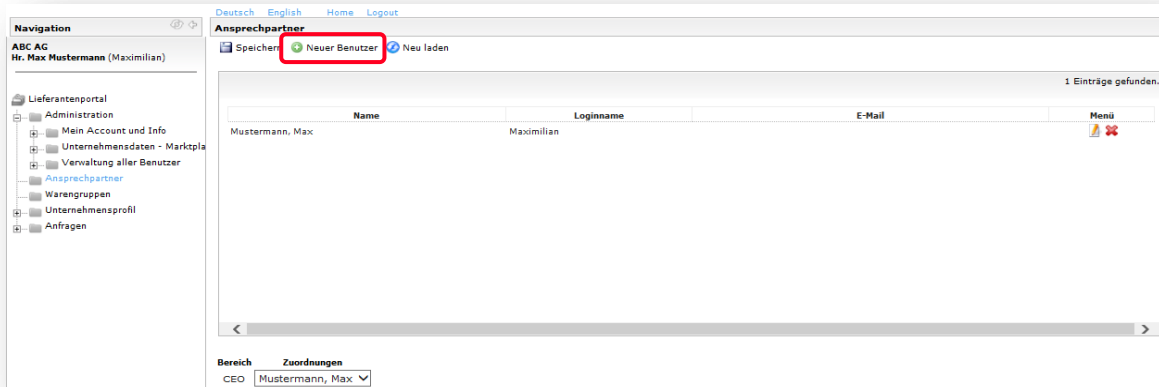 Deutsch English Home Logout
Navigation
Ansprechpartner
ABC AG
Hr. Max Mustermann (Maximilian)
Speichern Neuer Benutzer Neu laden
1 Einträge gefunden.
Lieferantenportal
Administration
Mein Account und Info
Unternehmensdaten - Marktpla
Verwaltung aller Benutzer
Ansprechpartner
Warengruppen
Unternehmensprofil
Anfragen
Name Loginname E-Mail Menü
Mustermann, Max Maximilian
Bereich Zuordnungen
CEO Mustermann, Max